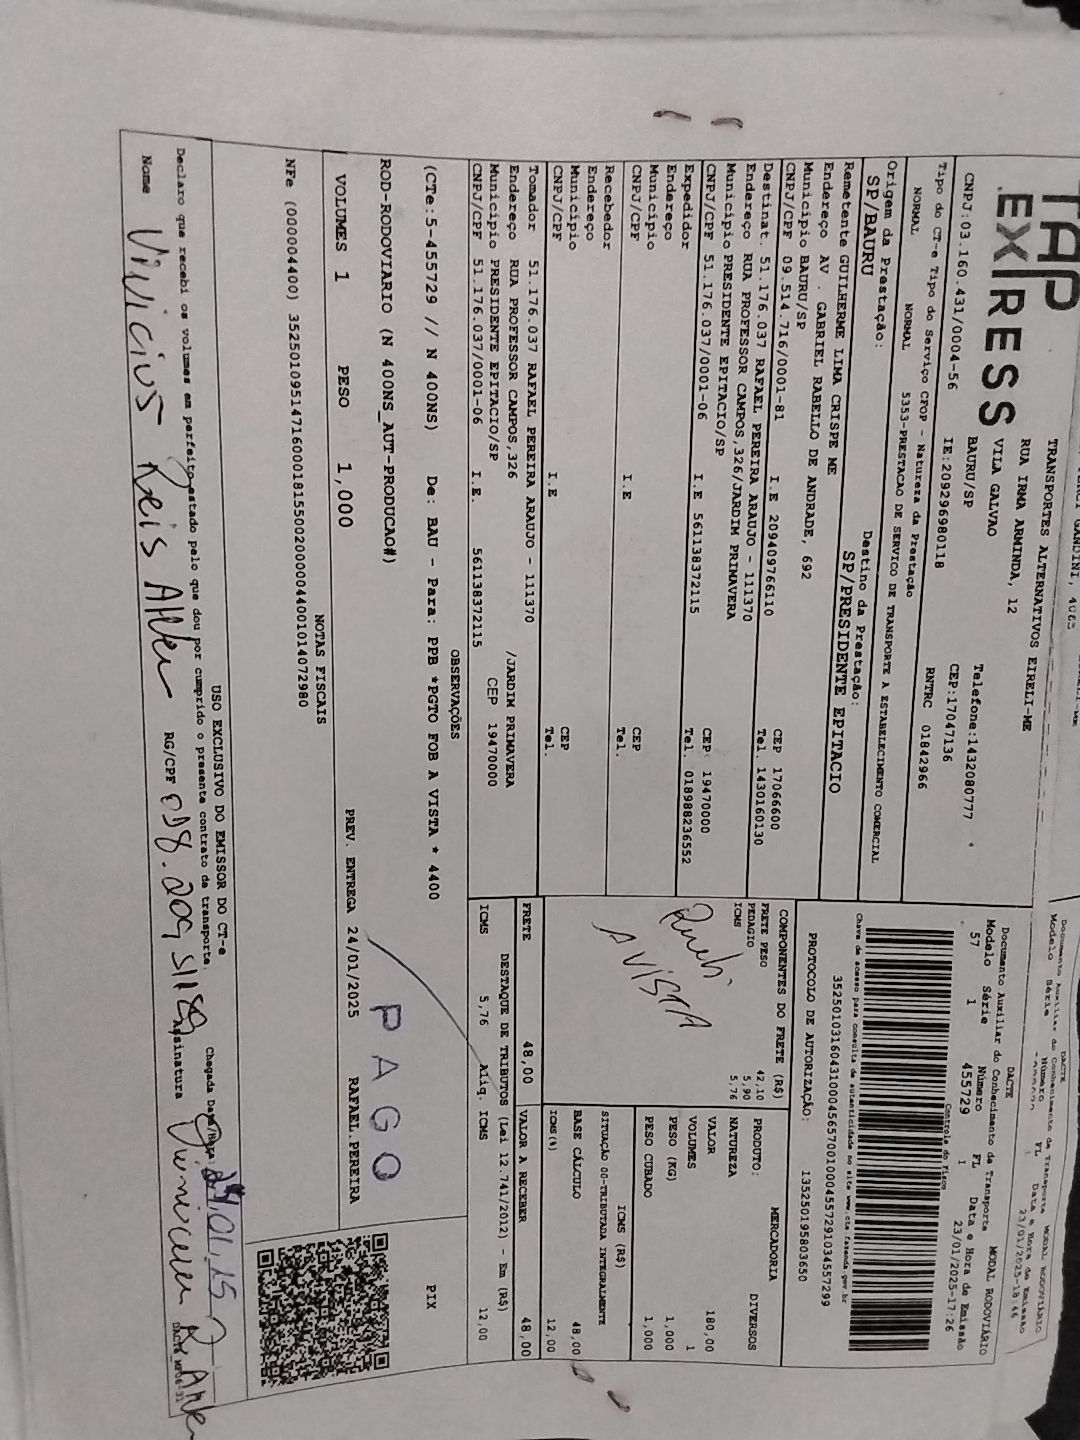 TAP
EXPRESS
TRANSPORTES ALTERNATIVOS EIRELI-ME
RUA IRMA ARMINDA, 12
VILA GALVAO
BAURU/SP
Telefone:1432080777
CEP:17047136
CNPJ:03.160.431/0004-56
IE:209296980118
RNTRC 01842966
DACTE
Documento Auxiliar do Conhecimento de Transporte MODAL RODOVIÁRIO
Modelo Série Número FL Data e Hora de Emissão
57 1 455729 1 23/01/2025-17:26
Controle do Fisco
Chave de acesso para consulta de autenticidade no site www.cte.fazenda.gov.br
35250103160431000456570010004557291034557299
PROTOCOLO DE AUTORIZAÇÃO: 135250195803650
Tipo do CT-e Tipo do Serviço CFOP - Natureza da Prestação
NORMAL NORMAL 5353-PRESTACAO DE SERVICO DE TRANSPORTE A ESTABELECIMENTO COMERCIAL
Origem da Prestação: Destino da Prestação:
SP/BAURU SP/PRESIDENTE EPITACIO
Remetente GUILHERME LIMA CRISPE ME
Endereço AV . GABRIEL RABELLO DE ANDRADE, 692
Município BAURU/SP CEP 17066600
CNPJ/CPF 09.514.716/0001-81 I.E 209409766110 Tel. 1430160130
Destinat. 51.176.037 RAFAEL PEREIRA ARAUJO - 111370
Endereço RUA PROFESSOR CAMPOS,326/JARDIM PRIMAVERA
Município PRESIDENTE EPITACIO/SP CEP 19470000
CNPJ/CPF 51.176.037/0001-06 I.E 561138372115 Tel. 018988236552
Expedidor
Endereço
Município CEP
CNPJ/CPF I.E Tel.
Recebedor
Endereço
Município CEP
CNPJ/CPF I.E Tel.
Tomador 51.176.037 RAFAEL PEREIRA ARAUJO - 111370
Endereço RUA PROFESSOR CAMPOS,326 /JARDIM PRIMAVERA
Município PRESIDENTE EPITACIO/SP CEP 19470000
CNPJ/CPF 51.176.037/0001-06 I.E. 561138372115
COMPONENTES DO FRETE (R$)
FRETE PESO 42,10
PEDAGIO 5,90
ICMS 5,76
A VISTA
FRETE 48,00
MERCADORIA
PRODUTO: DIVERSOS
NATUREZA
VALOR 180,00
VOLUMES 1
PESO (KG) 1,000
PESO CUBADO 1,000
ICMS (R$)
SITUAÇÃO 00-TRIBUTADA INTEGRALMENTE
BASE CÁLCULO 48,00
ICMS(%) 12,00
VALOR A RECEBER 48,00
DESTAQUE DE TRIBUTOS (Lei 12.741/2012) - Em (R$)
ICMS 5,76 Aliq. ICMS 12,00
OBSERVAÇÕES
(CTe:5-455729 // N 400NS) De: BAU - Para: PPB *PGTO FOB A VISTA * 4400
PIX
ROD-RODOVIARIO (N 400NS_AUT-PRODUCAO#)
PAGO
VOLUMES 1 PESO 1,000 PREV. ENTREGA 24/01/2025 RAFAEL.PEREIRA
NOTAS FISCAIS
NFe (000004400) 35250109514716000181550020000044001014072980
USO EXCLUSIVO DO EMISSOR DO CT-e
Declaro que recebi os volumes em perfeito estado pelo que dou por cumprido o presente contrato de transporte.
Chegada Data/Hora:
Nome Vinicius Reis
RG/CPF
Assinatura